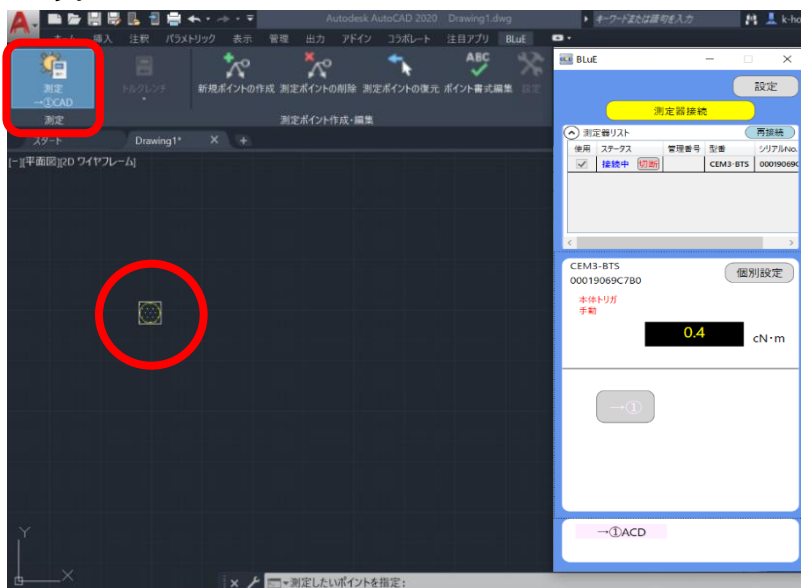 Autodesk AutoCAD 2020 Drawing1.dwg
キーワードまたは語句を入力
k-ho
ホーム 挿入 注釈 パラメトリック 表示 管理 出力 アドイン コラボレート 注目アプリ BLuE
測定
→①CAD
トルクレンチ
新規ポイントの作成 測定ポイントの削除 測定ポイントの復元
ABC
ポイント書式編集
設定
測定
測定ポイント作成・編集
スタート
Drawing1*
[-][平面図][2D ワイヤフレーム]
Y
X
測定したいポイントを指定:
BLuE
設定
測定器接続
測定器リスト
再接続
使用 ステータス 管理番号 型番 シリアルNo.
接続中 切断 CEM3-BTS 00019069C
CEM3-BTS
00019069C7B0
個別設定
本体トリガ
手動
0.4
cN・m
→①
→①ACD